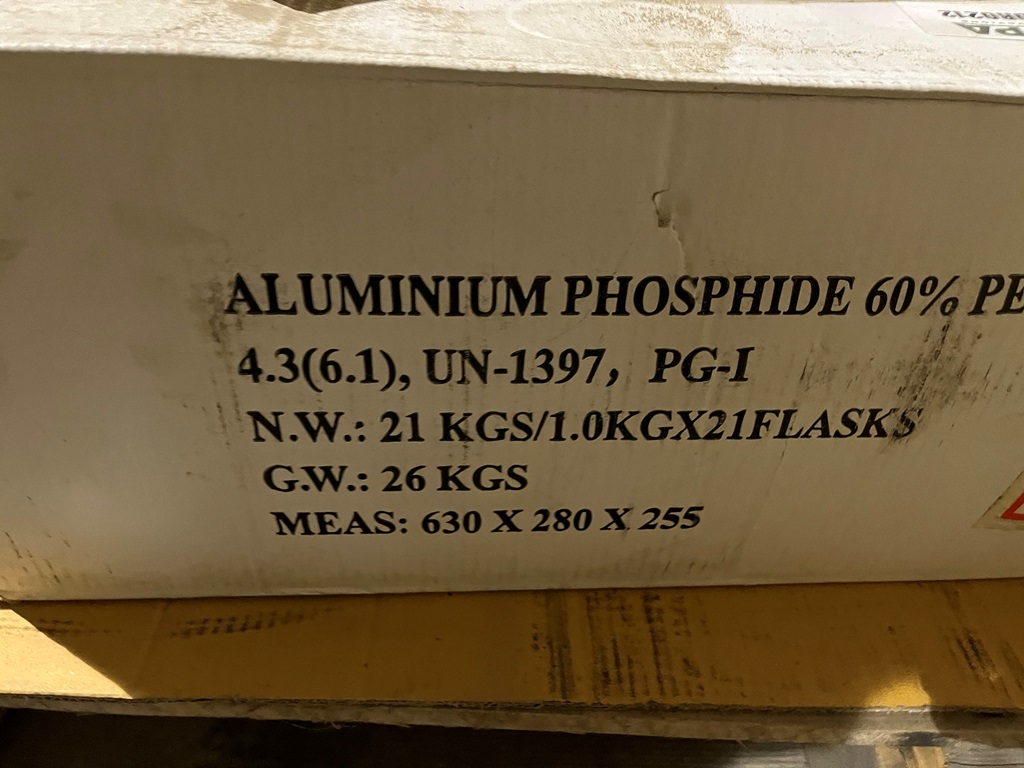 ALUMINIUM PHOSPHIDE 60% PE
4.3(6.1), UN-1397, PG-I
N.W.: 21 KGS/1.0KGX21FLASKS
G.W.: 26 KGS
MEAS: 630 X 280 X 255